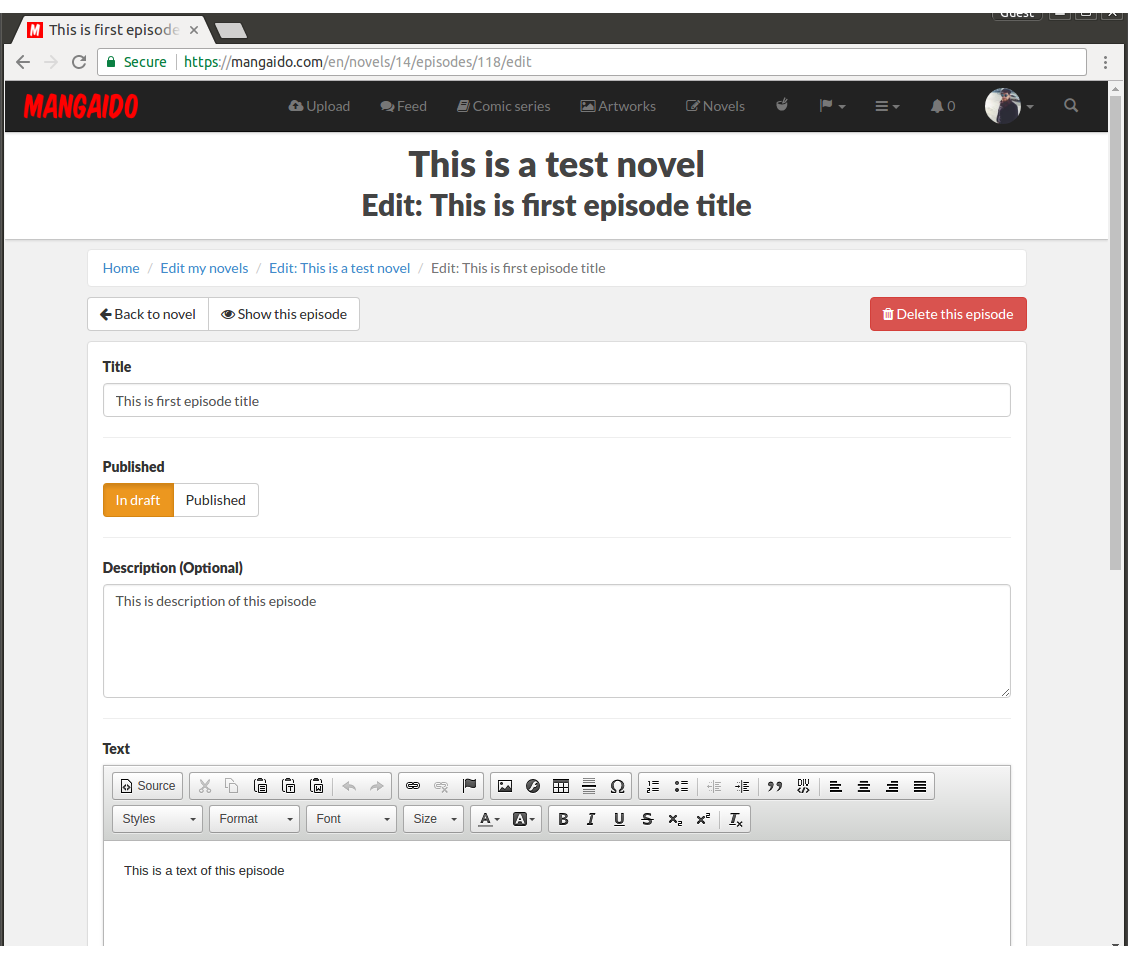 Guest
This is first episode
Secure https://mangaido.com/en/novels/14/episodes/118/edit
MANGAIDO Upload Feed Comic series Artworks Novels 0
This is a test novel
Edit: This is first episode title
Home / Edit my novels / Edit: This is a test novel / Edit: This is first episode title
Back to novel Show this episode Delete this episode
Title
This is first episode title
Published
In draft Published
Description (Optional)
This is description of this episode
Text
Source
Styles Format Font Size
This is a text of this episode